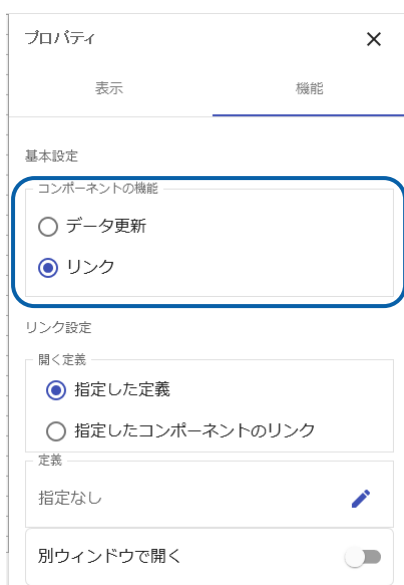 プロパティ
表示 機能
基本設定
コンポーネントの機能
データ更新
リンク
リンク設定
開く定義
指定した定義
指定したコンポーネントのリンク
定義
指定なし
別ウィンドウで開く